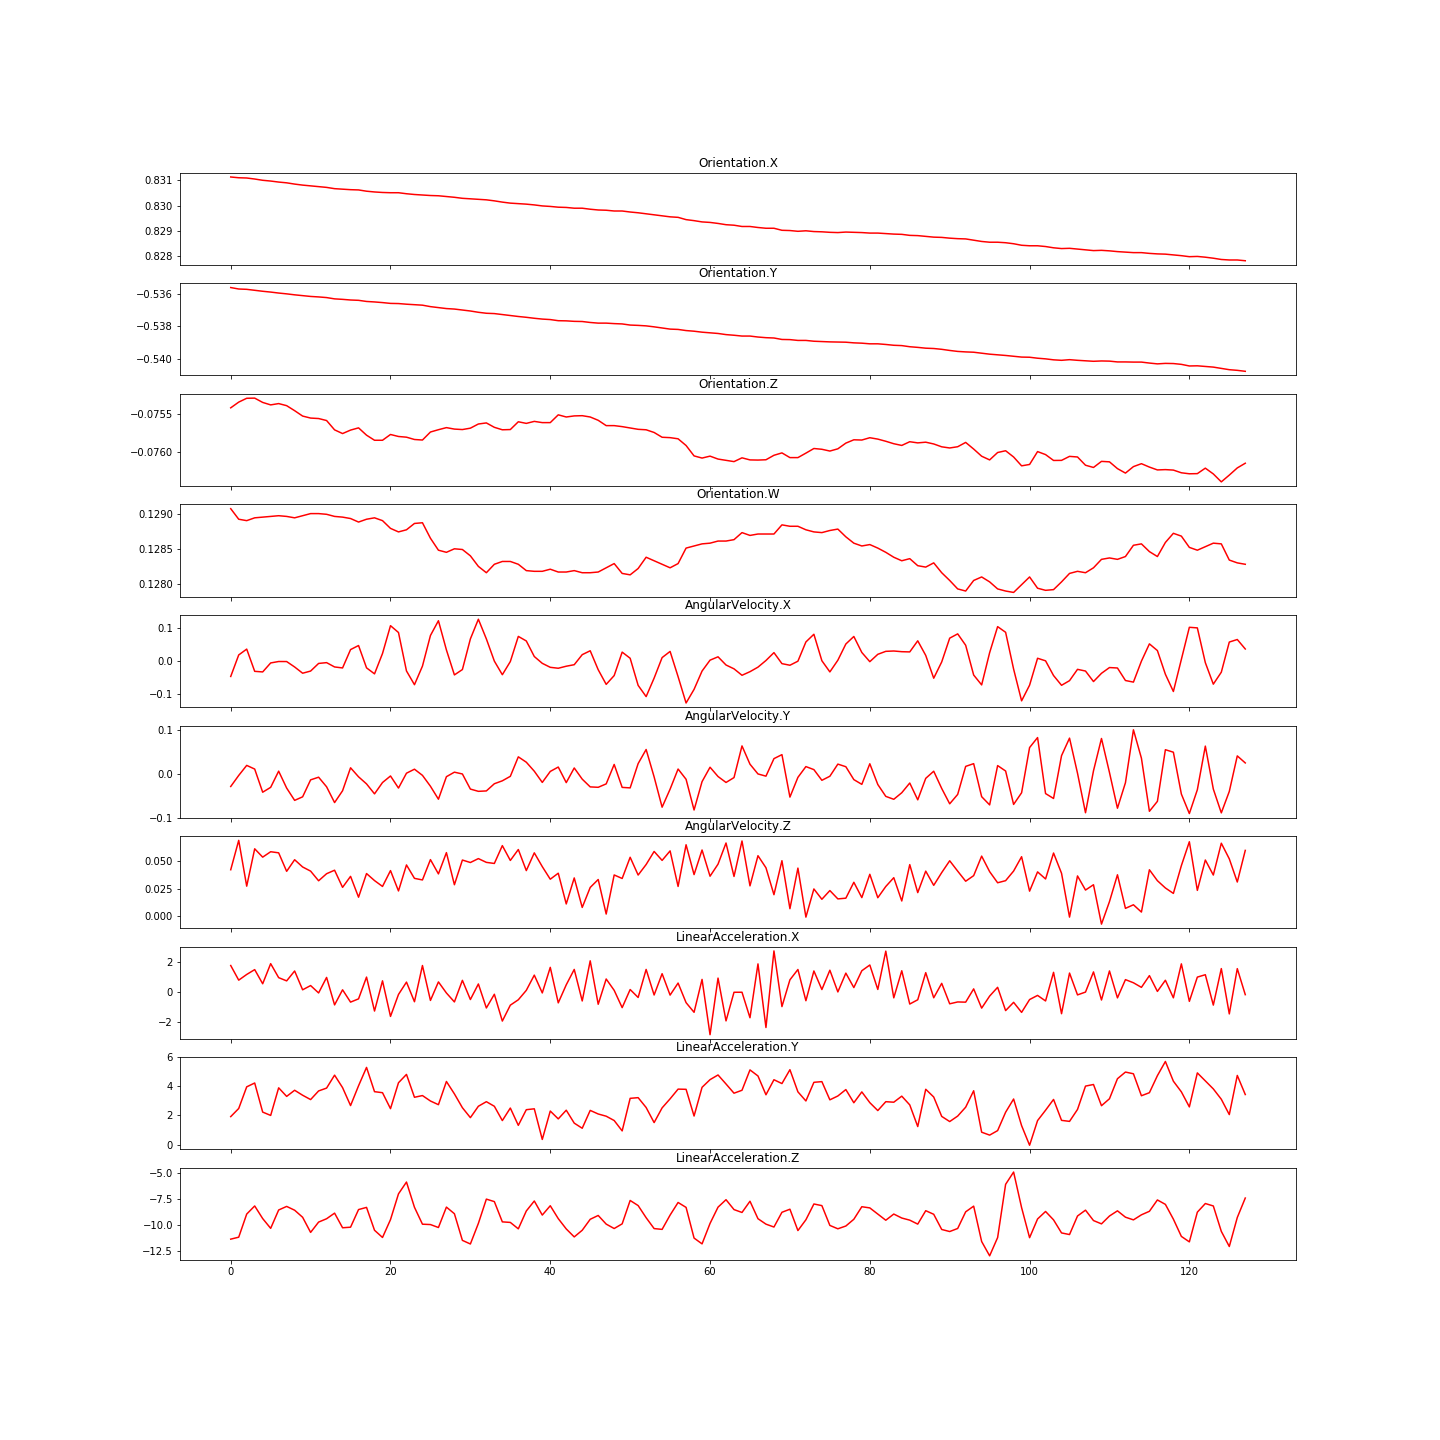 Orientation.X
0.831
0.830
0.829
0.828
Orientation.Y
−0.536
−0.538
−0.540
Orientation.Z
−0.0755
−0.0760
Orientation.W
0.1290
0.1285
0.1280
AngularVelocity.X
0.1
0.0
−0.1
AngularVelocity.Y
0.1
0.0
−0.1
AngularVelocity.Z
0.050
0.025
0.000
LinearAcceleration.X
2
0
−2
LinearAcceleration.Y
6
4
2
0
LinearAcceleration.Z
−5.0
−7.5
−10.0
−12.5
0 20 40 60 80 100 120